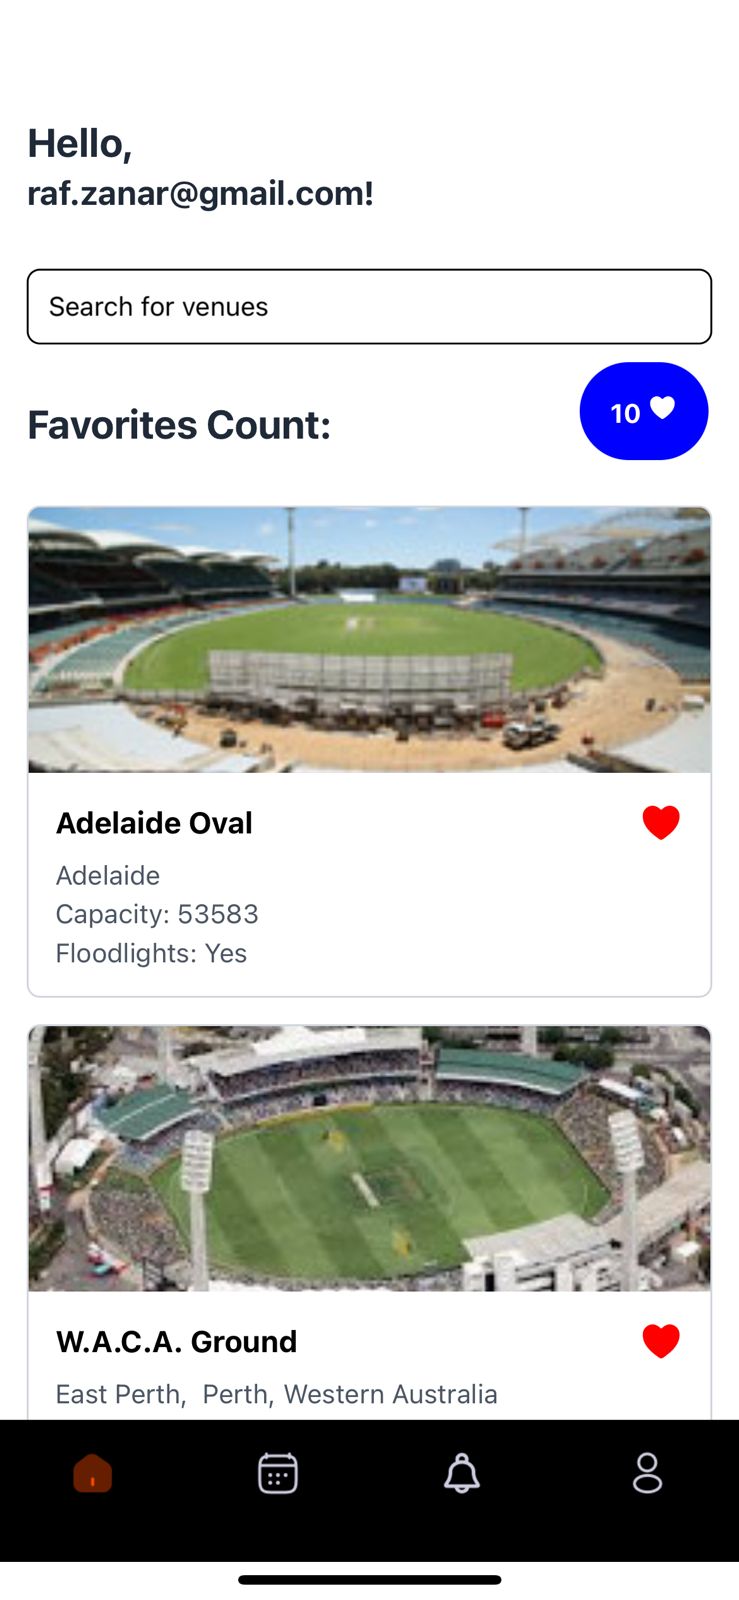 Hello,
raf.zanar@gmail.com!
Search for venues
Favorites Count:
10
Adelaide Oval
Adelaide
Capacity: 53583
Floodlights: Yes
W.A.C.A. Ground
East Perth,  Perth, Western Australia